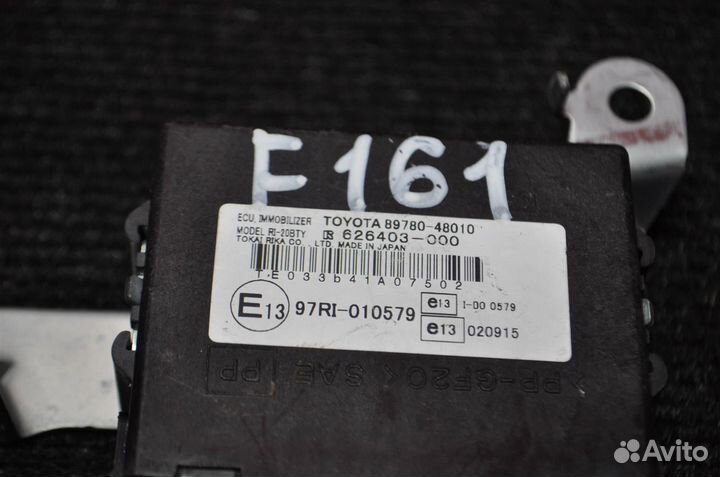 F161
ECU, IMMOBILIZER TOYOTA 89780-48010
MODEL RI-20BTY 626403-000
TOKAI RIKA CO., LTD. MADE IN JAPAN
TE033b41A07502
E13 97RI-010579
e13 I-00 0579
e13 020915
>PP-GF20< SAE PP
Avito